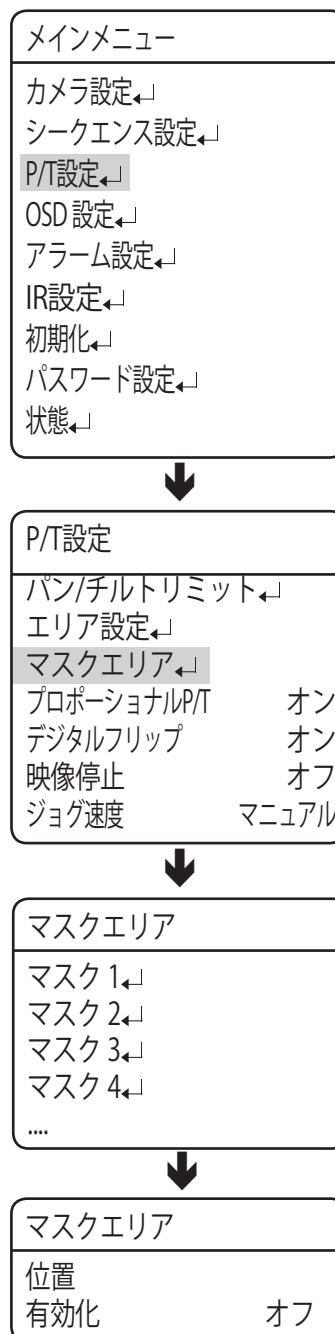 メインメニュー
カメラ設定↵
シークエンス設定↵
P/T設定↵
OSD 設定↵
アラーム設定↵
IR設定↵
初期化↵
パスワード設定↵
状態↵
P/T設定
パン/チルトリミット↵
エリア設定↵
マスクエリア↵
プロポーショナルP/T オン
デジタルフリップ オン
映像停止 オフ
ジョグ速度 マニュアル
マスクエリア
マスク 1↵
マスク 2↵
マスク 3↵
マスク 4↵
....
マスクエリア
位置
有効化 オフ